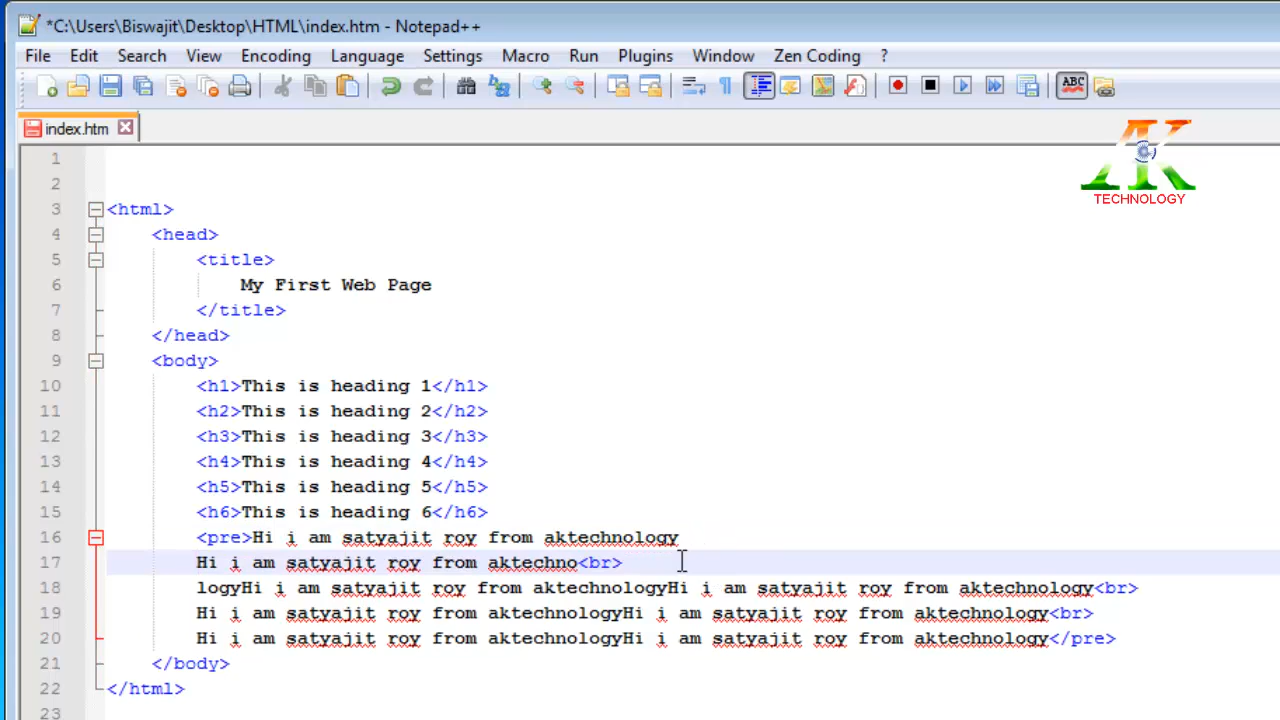 *C:\Users\Biswajit\Desktop\HTML\index.htm - Notepad++
File Edit Search View Encoding Language Settings Macro Run Plugins Window Zen Coding ?
ABC
index.htm
AK
TECHNOLOGY
1
2
3 <html>
4 <head>
5 <title>
6 My First Web Page
7 </title>
8 </head>
9 <body>
10 <h1>This is heading 1</h1>
11 <h2>This is heading 2</h2>
12 <h3>This is heading 3</h3>
13 <h4>This is heading 4</h4>
14 <h5>This is heading 5</h5>
15 <h6>This is heading 6</h6>
16 <pre>Hi i am satyajit roy from aktechnology
17 Hi i am satyajit roy from aktechno<br>
18 logyHi i am satyajit roy from aktechnologyHi i am satyajit roy from aktechnology<br>
19 Hi i am satyajit roy from aktechnologyHi i am satyajit roy from aktechnology<br>
20 Hi i am satyajit roy from aktechnologyHi i am satyajit roy from aktechnology</pre>
21 </body>
22 </html>
23